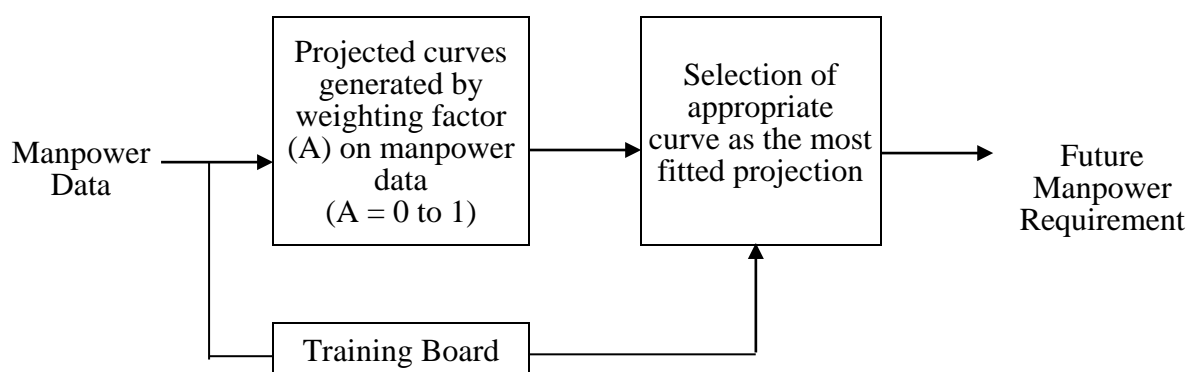 Manpower
Data
Projected curves
generated by
weighting factor
(A) on manpower
data
(A = 0 to 1)
Selection of
appropriate
curve as the most
fitted projection
Future
Manpower
Requirement
Training Board